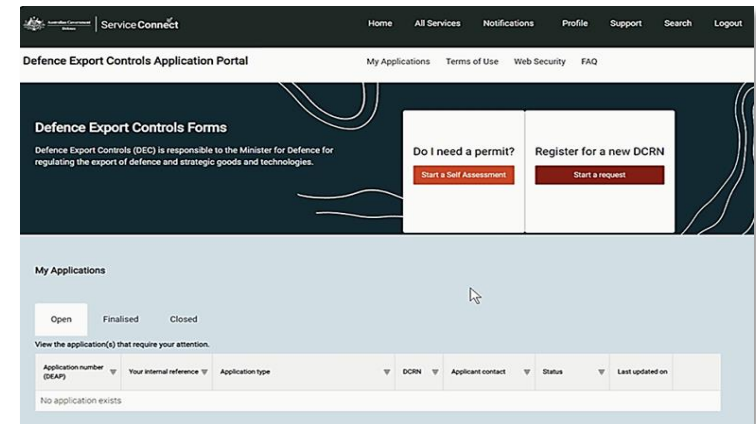 Australian Government
Defence
ServiceConnect
Home All Services Notifications Profile Support Search Logout
Defence Export Controls Application Portal
My Applications Terms of Use Web Security FAQ
Defence Export Controls Forms
Defence Export Controls (DEC) is responsible to the Minister for Defence for
regulating the export of defence and strategic goods and technologies.
Do I need a permit?
Start a Self Assessment
Register for a new DCRN
Start a request
My Applications
Open Finalised Closed
View the application(s) that require your attention.
Application number
(DEAP)
Your internal reference
Application type
DCRN
Applicant contact
Status
Last updated on
No application exists